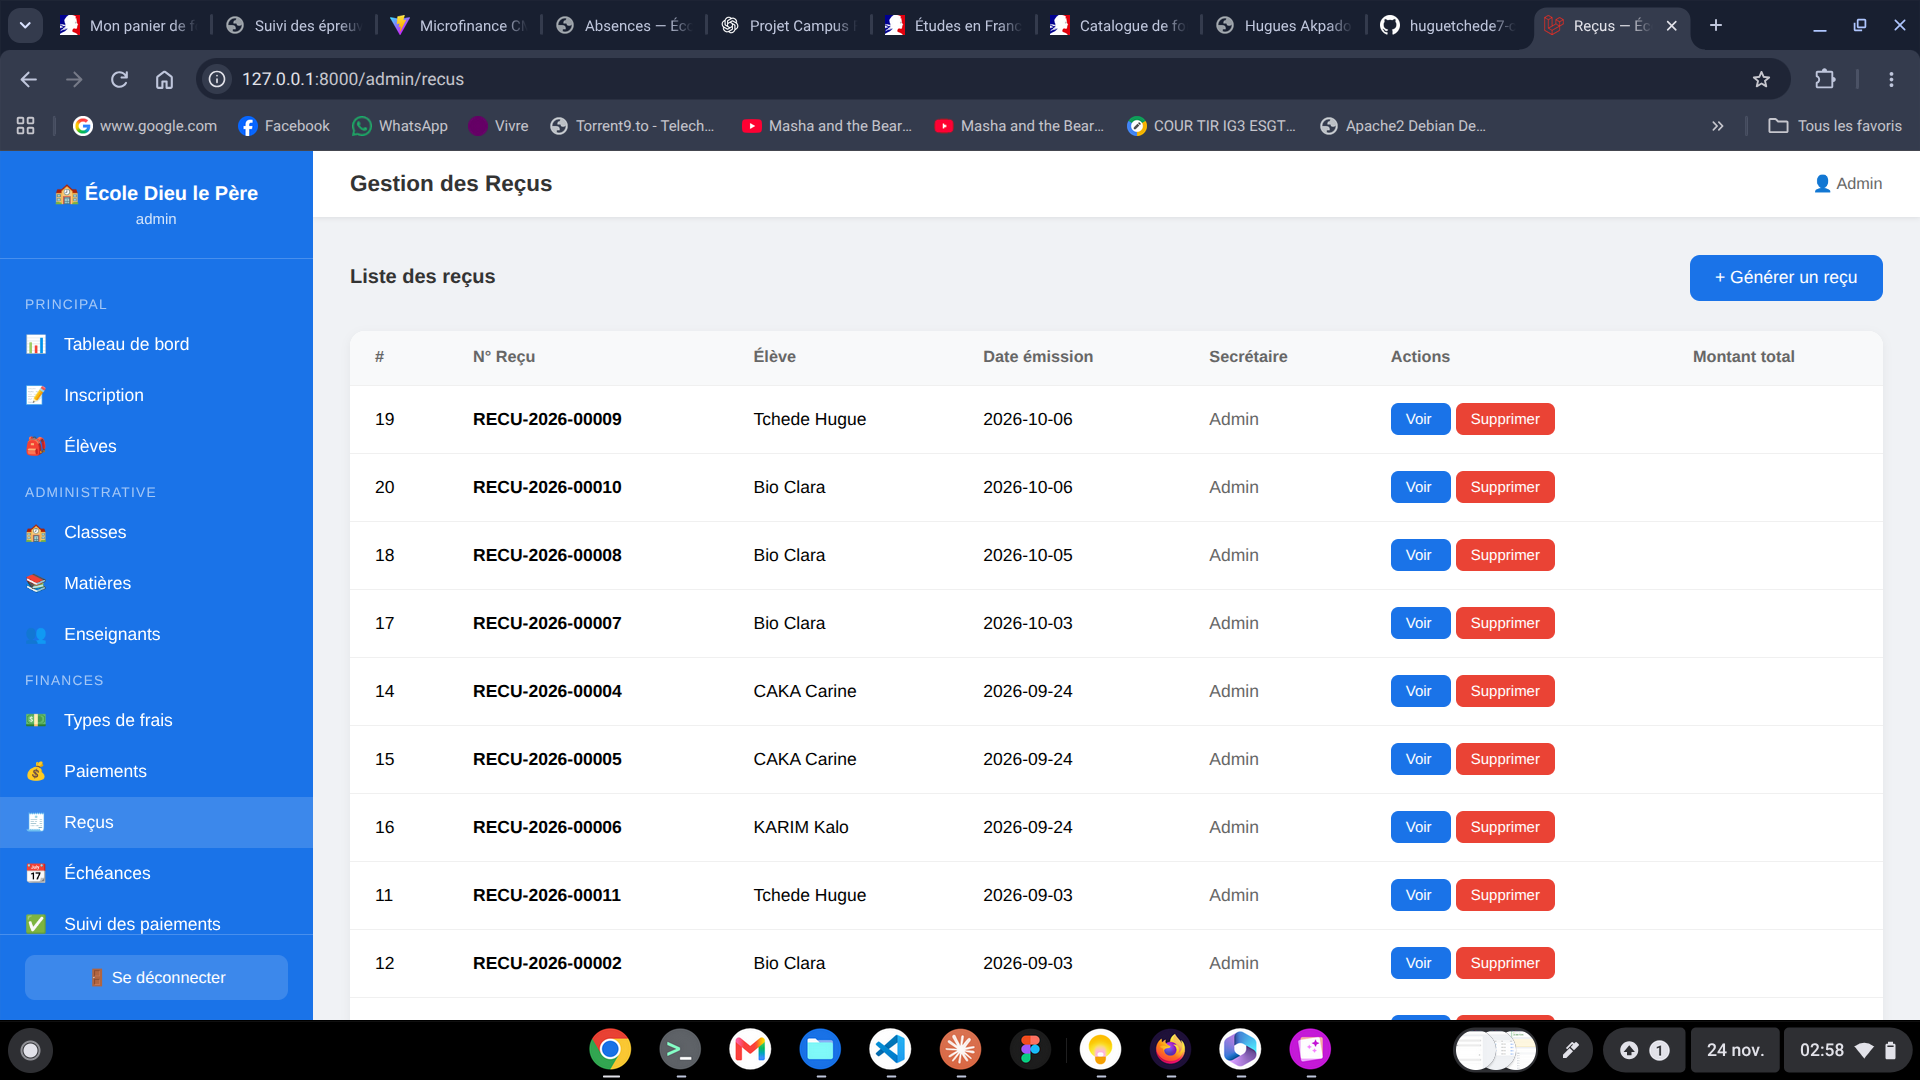 Mon panier de f
Suivi des épreuv
Microfinance CM
Absences — Éc
Projet Campus
Études en Franc
Catalogue de fo
Hugues Akpado
huguetchede7-
Reçus — Éc
127.0.0.1:8000/admin/recus
www.google.com
Facebook
WhatsApp
Vivre
Torrent9.to - Telech...
Masha and the Bear...
Masha and the Bear...
COUR TIR IG3 ESGT...
Apache2 Debian De...
Tous les favoris
École Dieu le Père
admin
PRINCIPAL
Tableau de bord
Inscription
Élèves
ADMINISTRATIVE
Classes
Matières
Enseignants
FINANCES
Types de frais
Paiements
Reçus
Échéances
Suivi des paiements
Se déconnecter
Gestion des Reçus
Admin
Liste des reçus
+ Générer un reçu
# N° Reçu Élève Date émission Secrétaire Actions Montant total
19 RECU-2026-00009 Tchede Hugue 2026-10-06 Admin Voir Supprimer
20 RECU-2026-00010 Bio Clara 2026-10-06 Admin Voir Supprimer
18 RECU-2026-00008 Bio Clara 2026-10-05 Admin Voir Supprimer
17 RECU-2026-00007 Bio Clara 2026-10-03 Admin Voir Supprimer
14 RECU-2026-00004 CAKA Carine 2026-09-24 Admin Voir Supprimer
15 RECU-2026-00005 CAKA Carine 2026-09-24 Admin Voir Supprimer
16 RECU-2026-00006 KARIM Kalo 2026-09-24 Admin Voir Supprimer
11 RECU-2026-00011 Tchede Hugue 2026-09-03 Admin Voir Supprimer
12 RECU-2026-00002 Bio Clara 2026-09-03 Admin Voir Supprimer
1
24 nov.
02:58